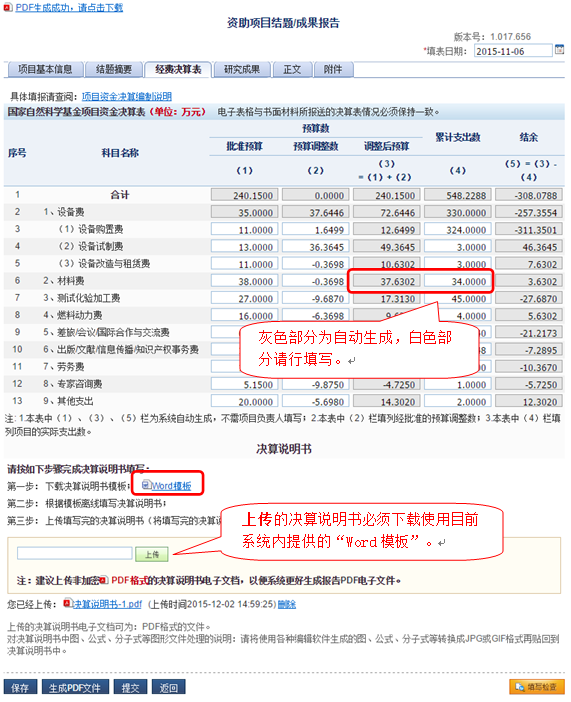 PDF生成成功，请点击下载
资助项目结题/成果报告
版本号：1.017.656
*填表日期： 2015-11-06
项目基本信息 结题摘要 经费决算表 研究成果 正文 附件
具体填报请查阅：项目资金决算编制说明
国家自然科学基金项目资金决算表（单位：万元） 电子表格与书面材料所报送的决算表情况必须保持一致。
序号 科目名称 预算数 累计支出数 结余
批准预算 预算调整数 调整后预算
（1） （2） （3）=（1）+（2） （4） （5）=（3）-（4）
1 合计 240.1500 0.0000 240.1500 548.2288 -308.0788
2 1、设备费 35.0000 37.6446 72.6446 330.0000 -257.3554
3 （1）设备购置费 11.0000 1.6499 12.6499 324.0000 -311.3501
4 （2）设备试制费 13.0000 36.3645 49.3645 3.0000 46.3645
5 （3）设备改造与租赁费 11.0000 -0.3698 10.6302 3.0000 7.6302
6 2、材料费 38.0000 -0.3698 37.6302 34.0000 3.6302
7 3、测试化验加工费 27.0000 -9.6870 17.3130 45.0000 -27.6870
8 4、燃料动力费 16.0000 -6.3698 4.0000 5.6302
9 5、差旅/会议/国际合作与交流费 -21.2173
10 6、出版/文献/信息传播/知识产权事务费 -7.2895
11 7、劳务费 -10.3670
12 8、专家咨询费 5.1500 -9.8750 -4.7250 1.0000 -5.7250
13 9、其他支出 20.0000 -5.6980 14.3020 2.0000 12.3020
灰色部分为自动生成，白色部
分请行填写。
注: 1.本表中（1）、（3）、（5）栏为系统自动生成，不需项目负责人填写；2.本表中（2）栏填列经批准的预算调整数；3.本表中（4）栏填
列项目的实际支出数。
决算说明书
请按如下步骤完成决算说明书填写：
第一步：下载决算说明书模板：Word模板
第二步：根据模板离线填写决算说明书；
第三步：上传填写完的决算说明书（将填写完的决算说
上传的决算说明书必须下载使用目前
系统内提供的“Word 模板”。
上传
注：建议上传非加密 PDF格式的决算说明书电子文档，以便系统更好生成报告PDF电子文件。
您已经上传： 决算说明书-1.pdf （上传时间2015-12-02 14:59:25）删除
上传的决算说明书电子文档可为：PDF格式的文件。
对决算说明书中图、公式、分子式等图形文件处理的说明：请将使用各种编辑软件生成的图、公式、分子式等转换成JPG或GIF格式再贴回到
决算说明书中。
保存 生成PDF文件 提交 返回 填写检查